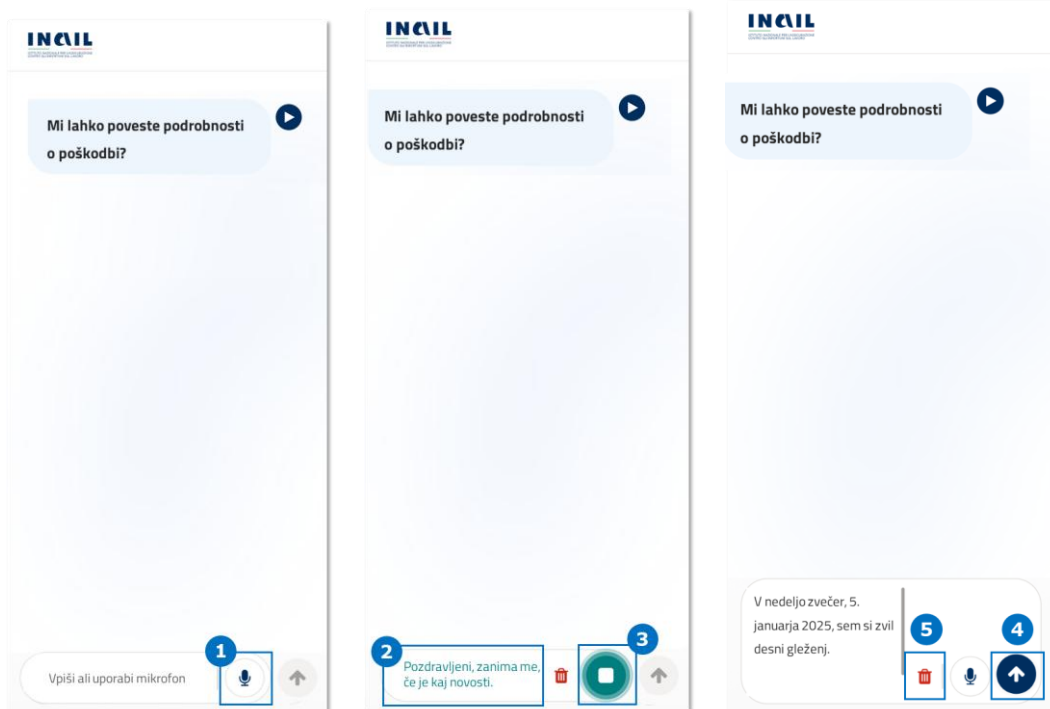 INAIL
Mi lahko poveste podrobnosti
o poškodbi?
1
Vpiši ali uporabi mikrofon
INAIL
Mi lahko poveste podrobnosti
o poškodbi?
2
3
Pozdravljeni, zanima me,
če je kaj novosti.
INAIL
Mi lahko poveste podrobnosti
o poškodbi?
V nedeljo zvečer, 5.
januarja 2025, sem si zvil
desni gleženj.
5
4